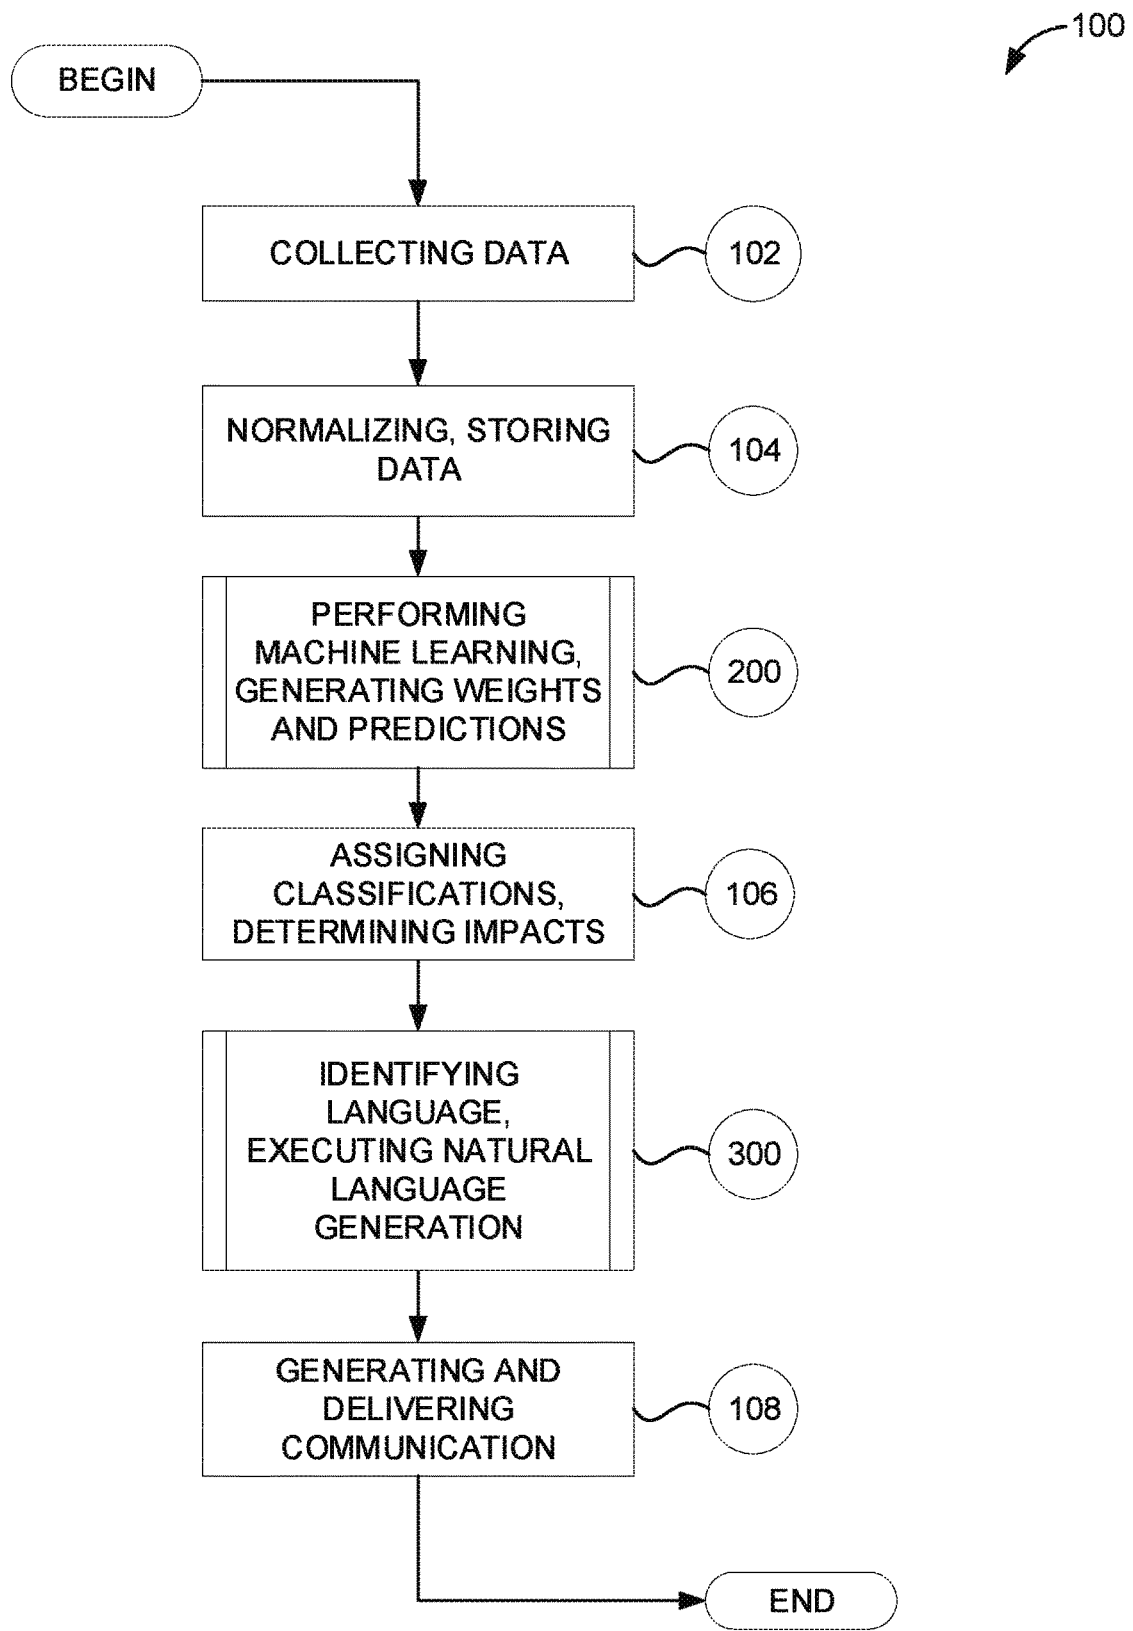 100
BEGIN
COLLECTING DATA
102
NORMALIZING, STORING
DATA
104
PERFORMING
MACHINE LEARNING,
GENERATING WEIGHTS
AND PREDICTIONS
200
ASSIGNING
CLASSIFICATIONS,
DETERMINING IMPACTS
106
IDENTIFYING
LANGUAGE,
EXECUTING NATURAL
LANGUAGE
GENERATION
300
GENERATING AND
DELIVERING
COMMUNICATION
108
END